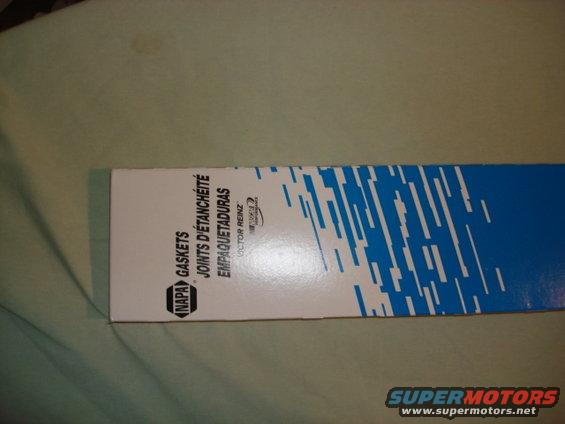 NAPA
GASKETS
JOINTS D'ÉTANCHÉITÉ
EMPAQUETADURAS
VICTOR REINZ
SUPERMOTORS
www.supermotors.net